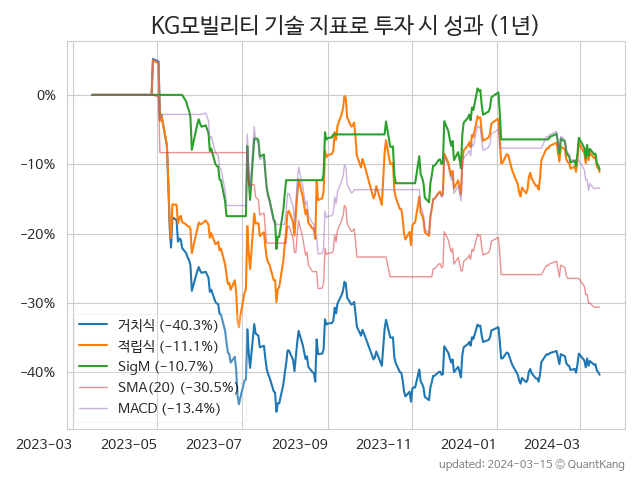 KG모빌리티 기술 지표로 투자 시 성과 (1년)
0%
−10%
−20%
−30%
−40%
거치식 (−40.3%)
적립식 (−11.1%)
SigM (−10.7%)
SMA(20) (−30.5%)
MACD (−13.4%)
2023−03 2023−05 2023−07 2023−09 2023−11 2024−01 2024−03
updated: 2024−03−15 ⓒ QuantKang